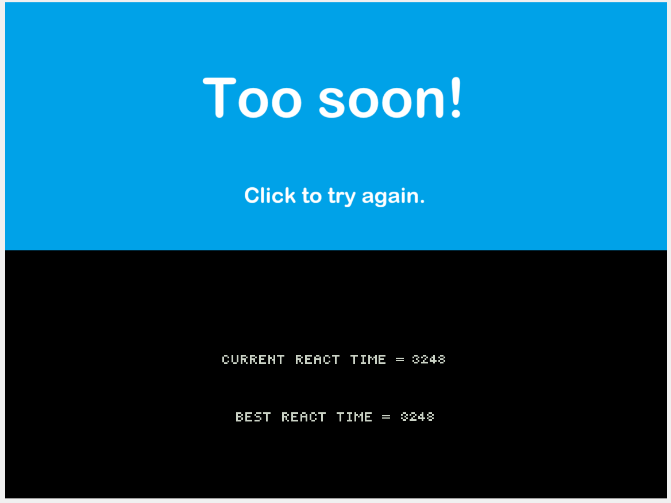 Too soon!
Click to try again.
CURRENT REACT TIME = 3248
BEST REACT TIME = 3248